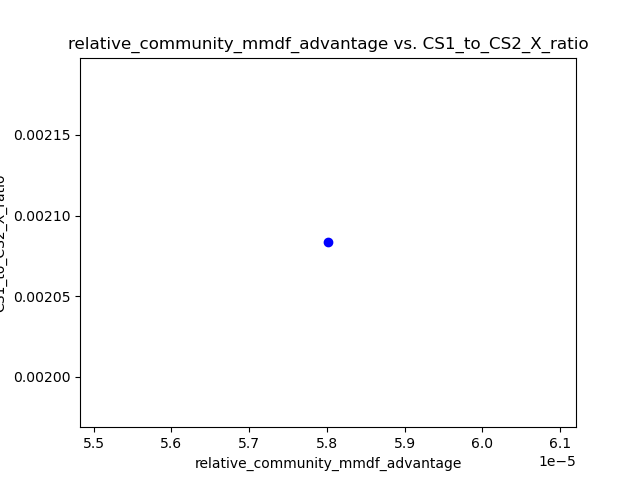 relative_community_mmdf_advantage vs. CS1_to_CS2_X_ratio
0.00215
0.00210
0.00205
0.00200
5.5 5.6 5.7 5.8 5.9 6.0 6.1
1e−5
relative_community_mmdf_advantage